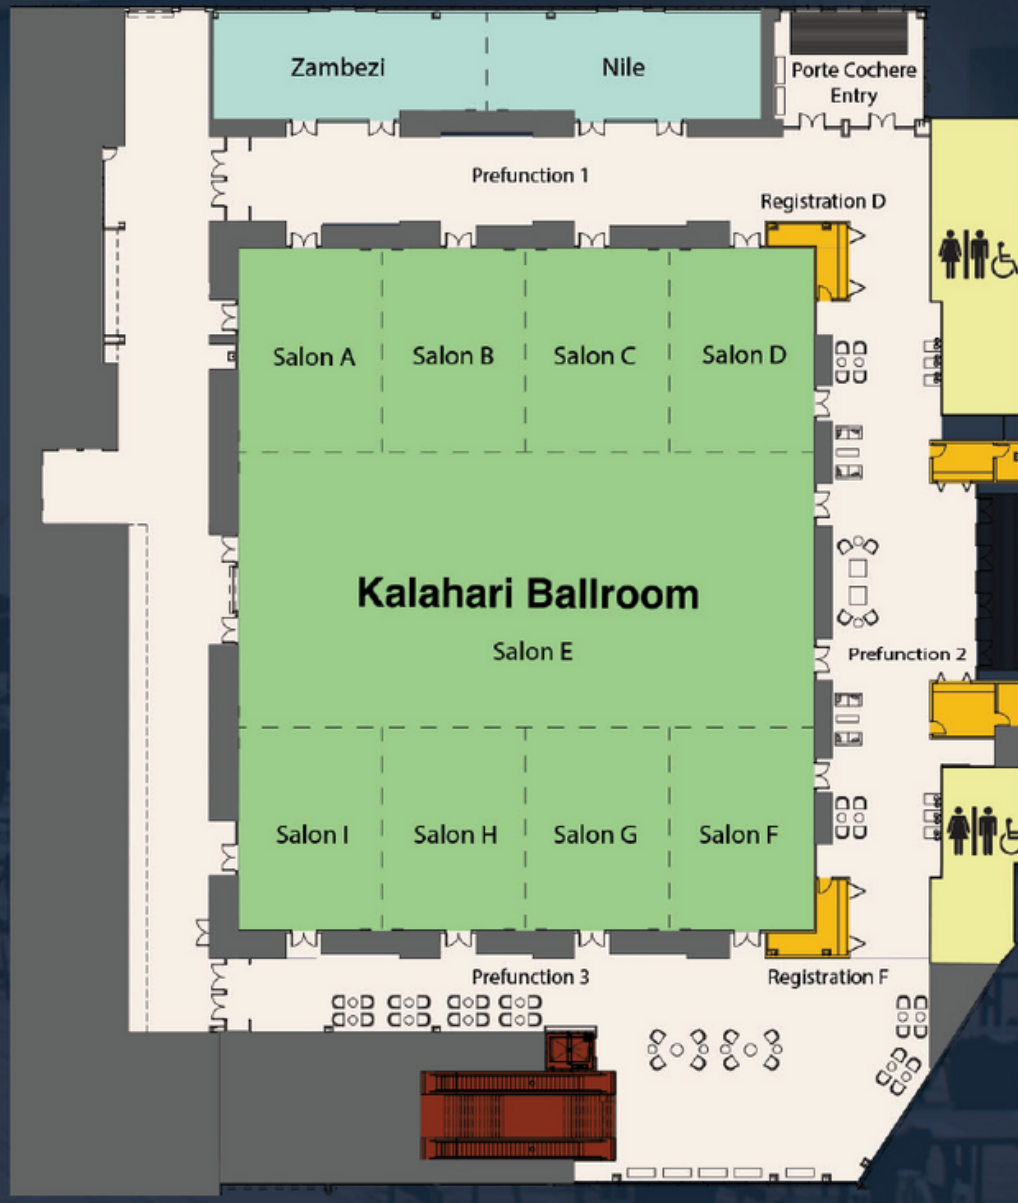 Zambezi
Nile
Porte Cochere
Entry
Prefunction 1
Registration D
Salon A
Salon B
Salon C
Salon D
Kalahari Ballroom
Salon E
Prefunction 2
Salon I
Salon H
Salon G
Salon F
Prefunction 3
Registration F